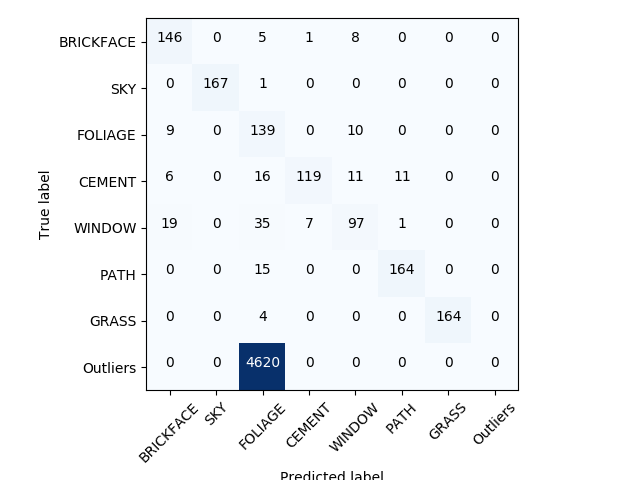 BRICKFACE 146 0 5 1 8 0 0 0
SKY 0 167 1 0 0 0 0 0
FOLIAGE 9 0 139 0 10 0 0 0
CEMENT 6 0 16 119 11 11 0 0
WINDOW 19 0 35 7 97 1 0 0
PATH 0 0 15 0 0 164 0 0
GRASS 0 0 4 0 0 0 164 0
Outliers 0 0 4620 0 0 0 0 0
True label
BRICKFACE SKY FOLIAGE CEMENT WINDOW PATH GRASS Outliers
Predicted label